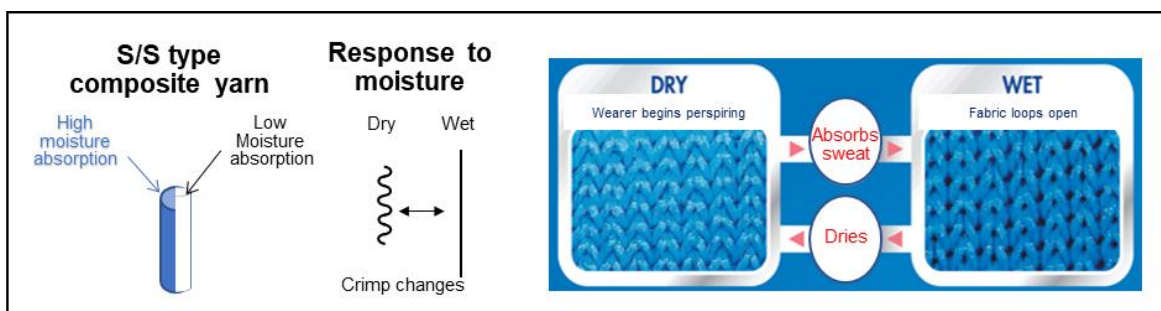 S/S type
composite yarn
High
moisture
absorption
Low
Moisture
absorption
Response to
moisture
Dry
Wet
Crimp changes
DRY
Wearer begins perspiring
Absorbs
sweat
Dries
WET
Fabric loops open